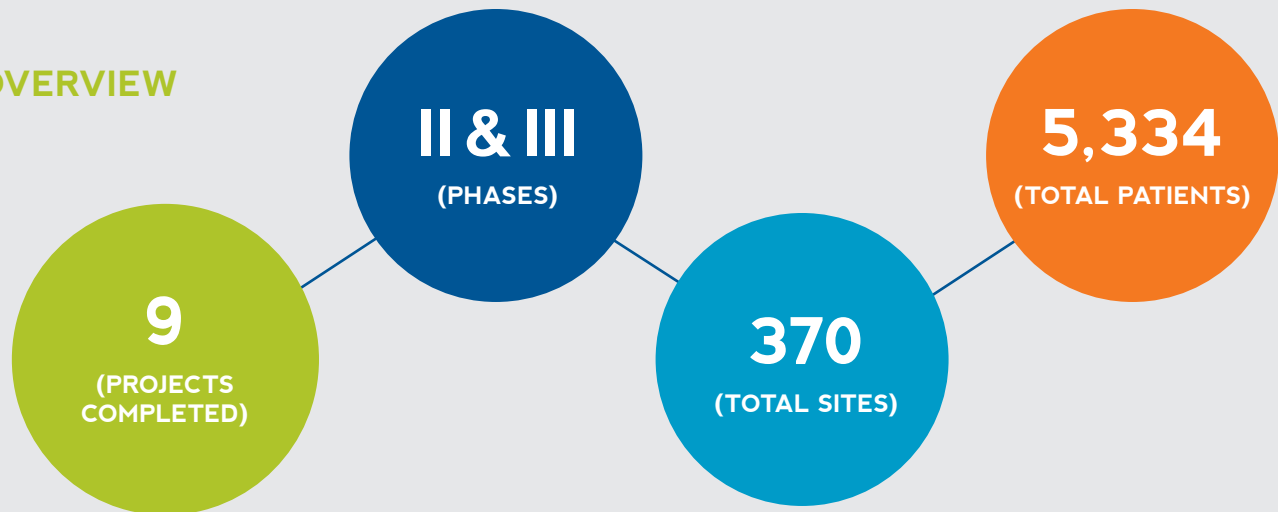 OVERVIEW
9
(PROJECTS
COMPLETED)
II & III
(PHASES)
370
(TOTAL SITES)
5,334
(TOTAL PATIENTS)